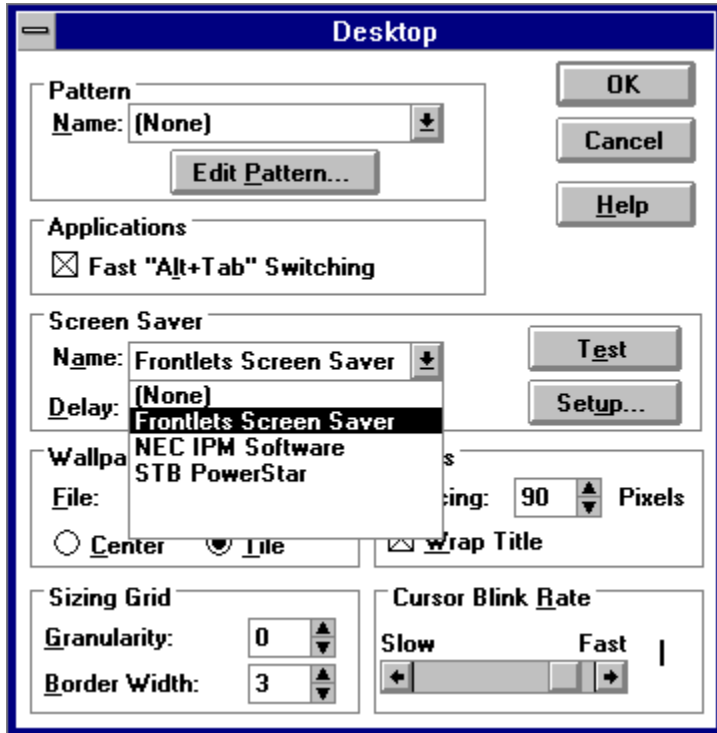 Desktop
Pattern
Name: (None)
Edit Pattern...
OK
Cancel
Help
Applications
Fast "Alt+Tab" Switching
Screen Saver
Name: Frontlets Screen Saver
Delay:
(None)
Frontlets Screen Saver
NEC IPM Software
STB PowerStar
Test
Setup...
Wallpa
File:
Center
Tile
s
cing: 90 Pixels
Wrap Title
Sizing Grid
Granularity: 0
Border Width: 3
Cursor Blink Rate
Slow Fast